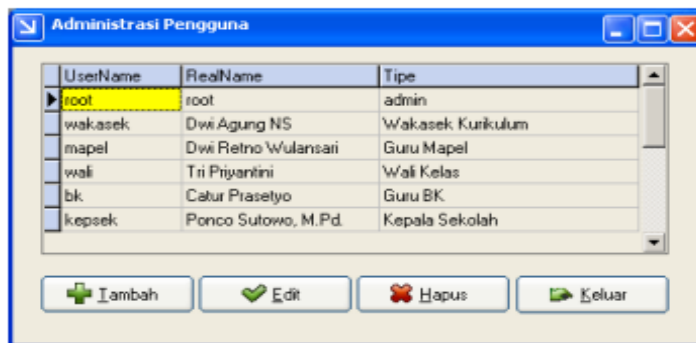 Administrasi Pengguna
UserName RealName Tipe
root root admin
wakasek Dwi Agung NS Wakasek Kurikulum
mapel Dwi Retno Wulansari Guru Mapel
wali Tri Priyantini Wali Kelas
bk Catur Prasetyo Guru BK
kepsek Ponco Sutowo, M.Pd. Kepala Sekolah
Tambah Edit Hapus Keluar